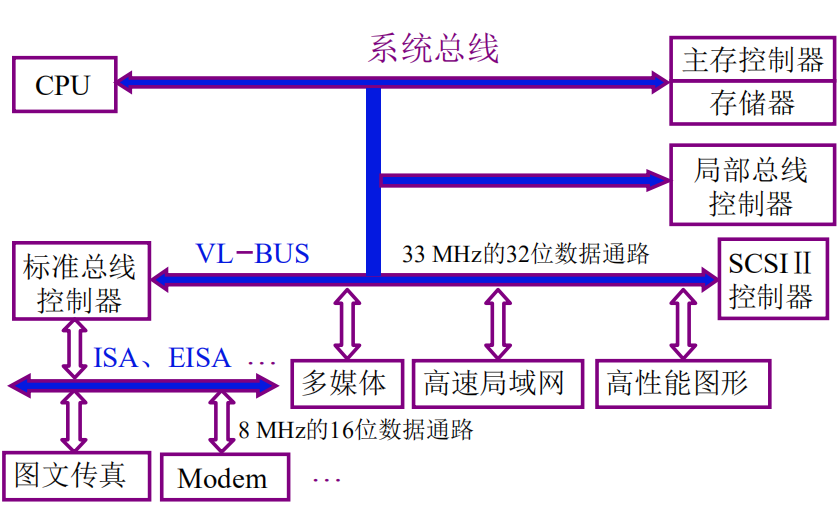 系统总线
CPU
主存控制器
存储器
局部总线
控制器
VL-BUS
33 MHz的32位数据通路
标准总线
控制器
SCSIⅡ
控制器
ISA、EISA …
多媒体
高速局域网
高性能图形
8 MHz的16位数据通路
图文传真
Modem
…